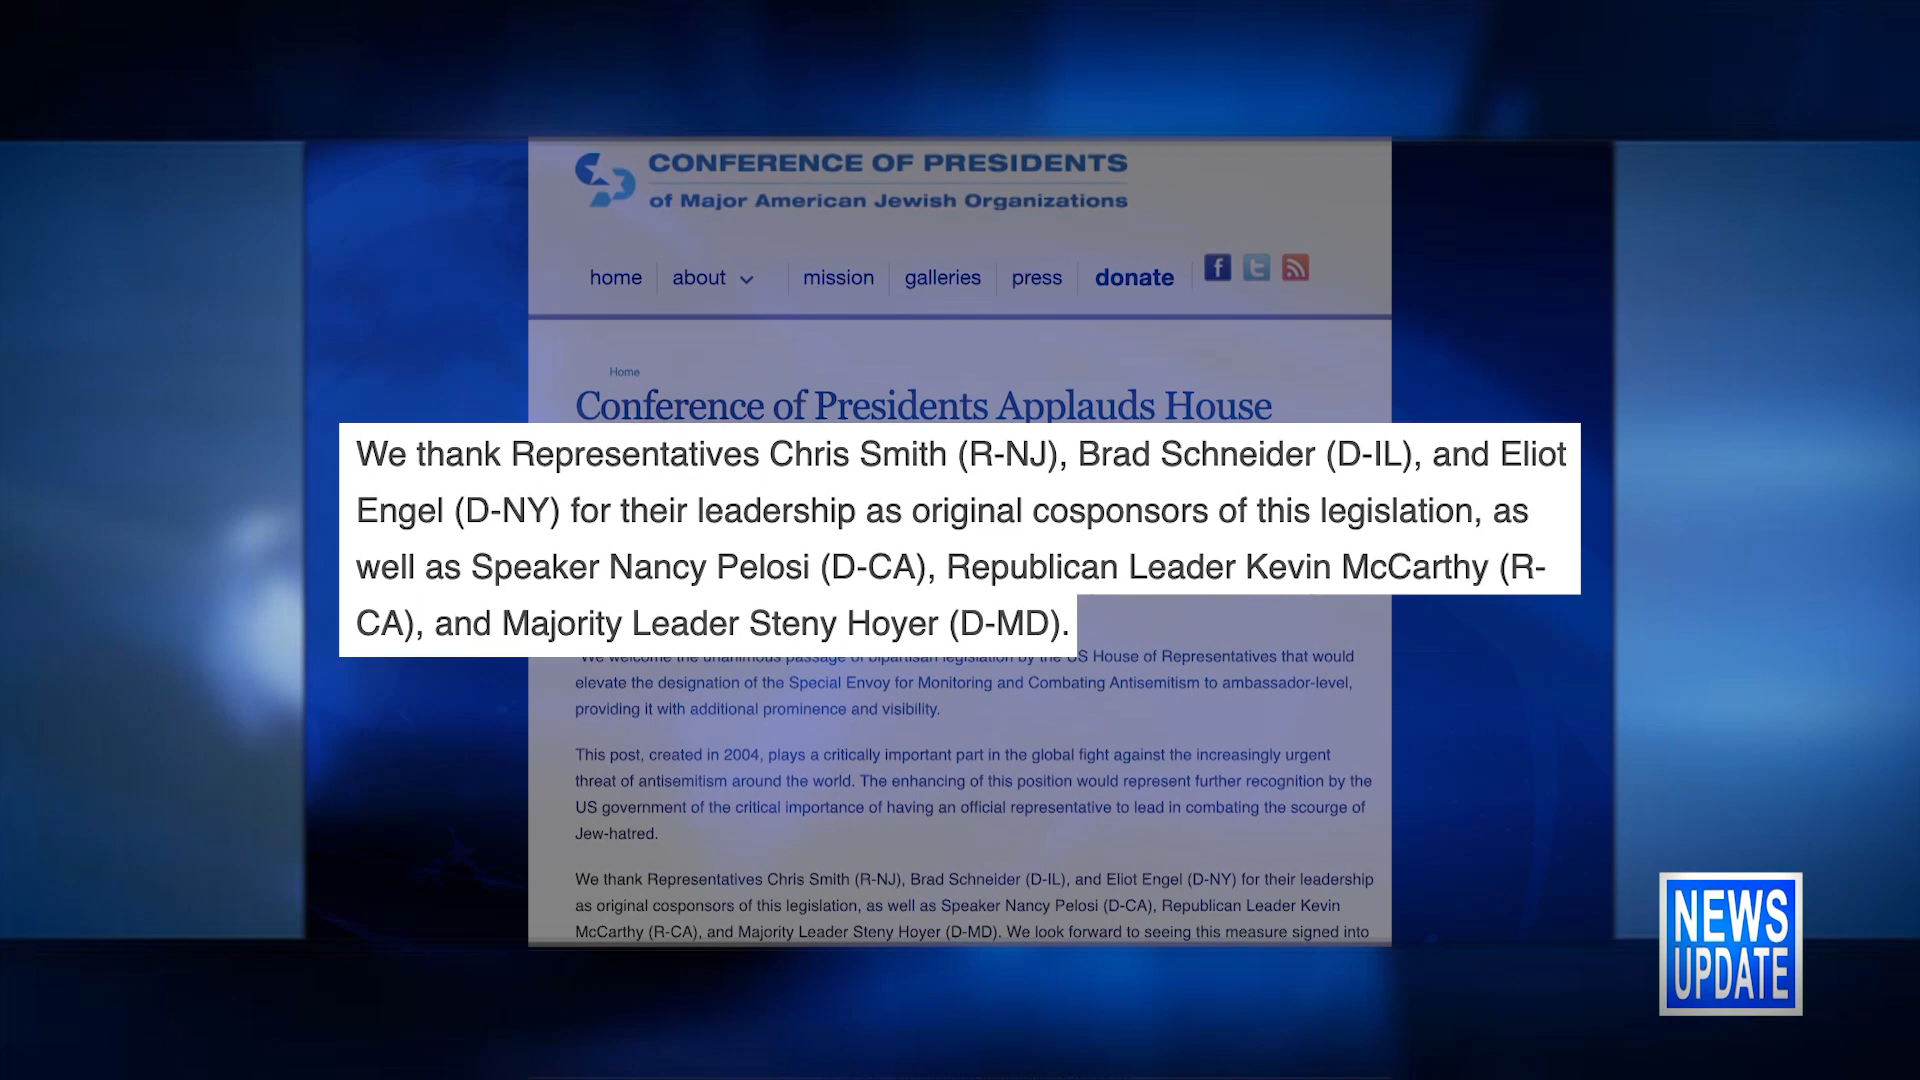 CONFERENCE OF PRESIDENTS
of Major American Jewish Organizations
home about mission galleries press donate
Home
Conference of Presidents Applauds House
We thank Representatives Chris Smith (R-NJ), Brad Schneider (D-IL), and Eliot
Engel (D-NY) for their leadership as original cosponsors of this legislation, as
well as Speaker Nancy Pelosi (D-CA), Republican Leader Kevin McCarthy (R-
CA), and Majority Leader Steny Hoyer (D-MD).
"We welcome the unanimous passage of bipartisan legislation by the US House of Representatives that would
elevate the designation of the Special Envoy for Monitoring and Combating Antisemitism to ambassador-level,
providing it with additional prominence and visibility.
This post, created in 2004, plays a critically important part in the global fight against the increasingly urgent
threat of antisemitism around the world. The enhancing of this position would represent further recognition by the
US government of the critical importance of having an official representative to lead in combating the scourge of
Jew-hatred.
We thank Representatives Chris Smith (R-NJ), Brad Schneider (D-IL), and Eliot Engel (D-NY) for their leadership
as original cosponsors of this legislation, as well as Speaker Nancy Pelosi (D-CA), Republican Leader Kevin
McCarthy (R-CA), and Majority Leader Steny Hoyer (D-MD). We look forward to seeing this measure signed into
NEWS
UPDATE